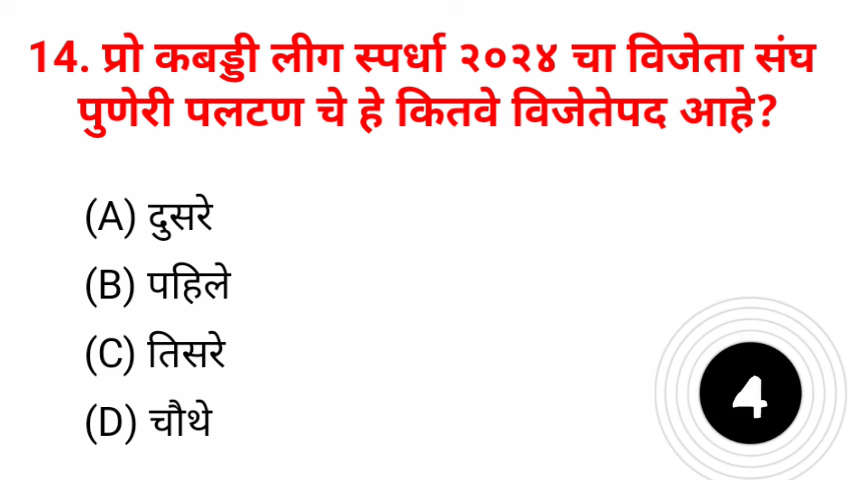 14. प्रो कबड्डी लीग स्पर्धा २०२४ चा विजेता संघ
पुणेरी पलटण चे हे कितवे विजेतेपद आहे?
(A) दुसरे
(B) पहिले
(C) तिसरे
(D) चौथे
4